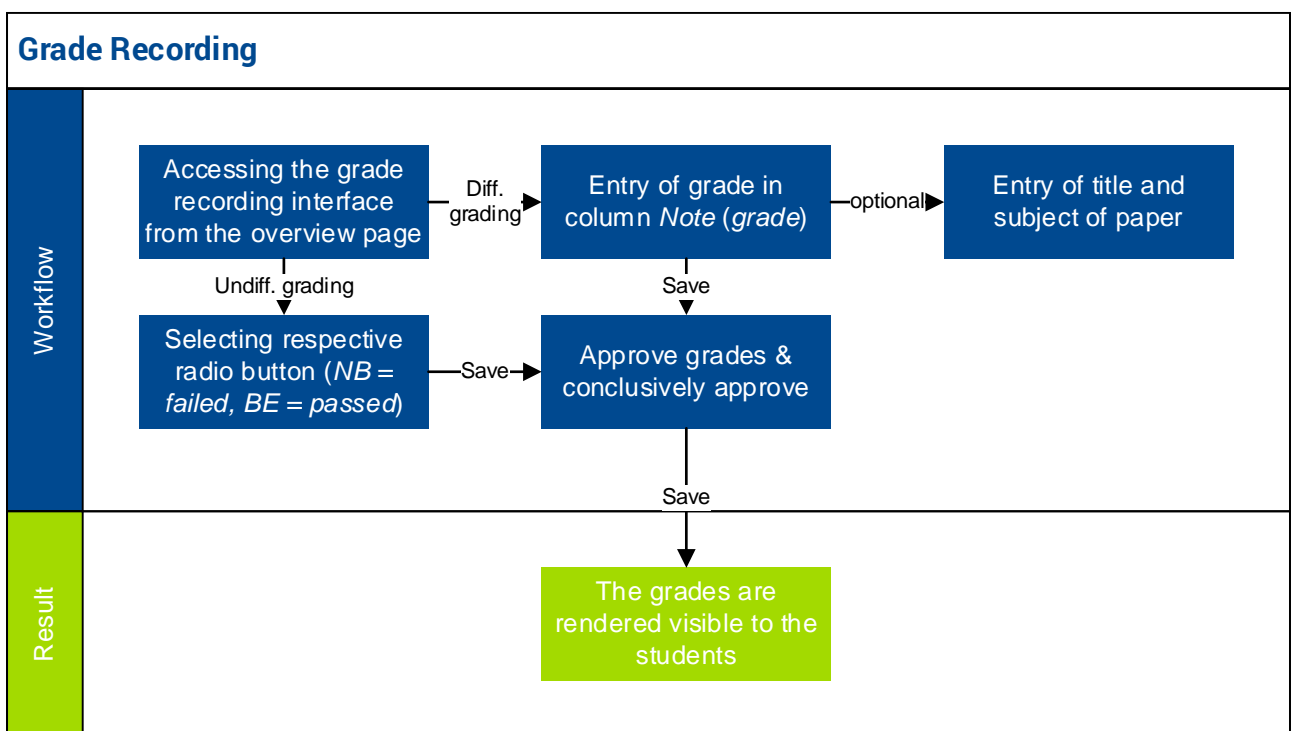 Grade Recording
Workflow
Accessing the grade
recording interface
from the overview page
Diff.
grading
Entry of grade in
column Note (grade)
optional
Entry of title and
subject of paper
Undiff. grading
Save
Selecting respective
radio button (NB =
failed, BE = passed)
Save
Approve grades &
conclusively approve
Save
Result
The grades are
rendered visible to the
students